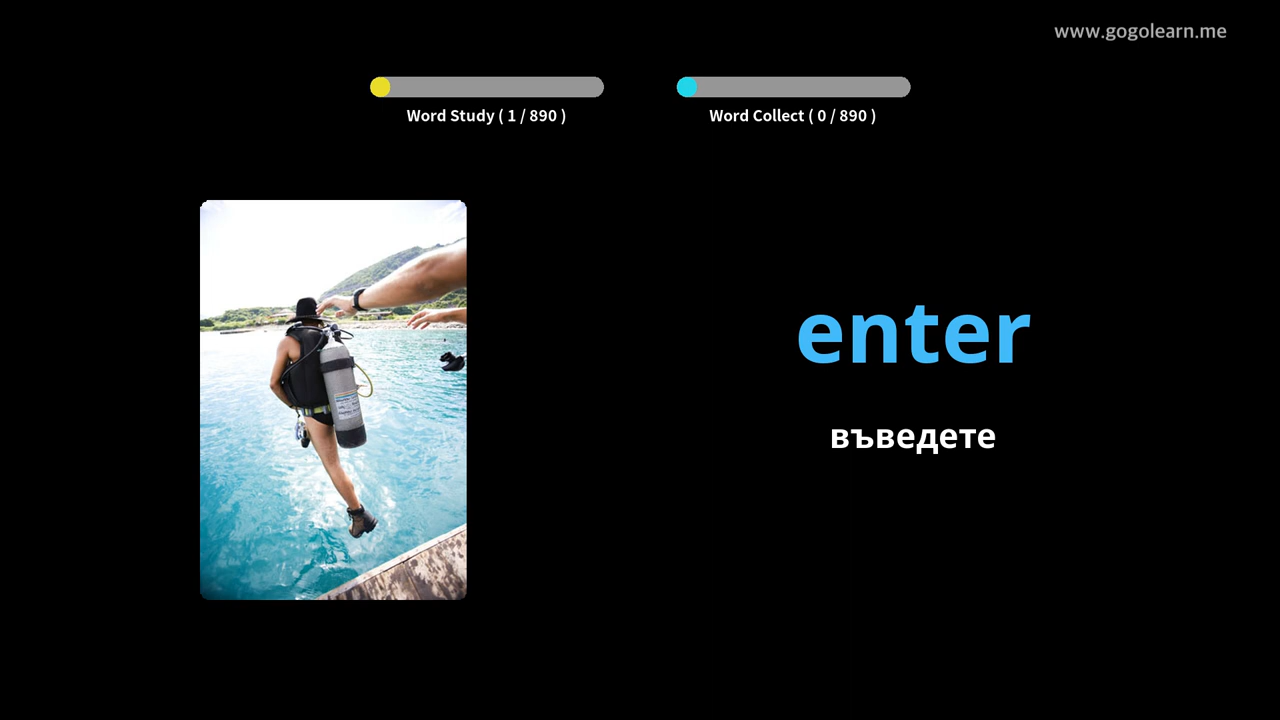 www.gogolearn.me
Word Study ( 1 / 890 )
Word Collect ( 0 / 890 )
enter
въведете